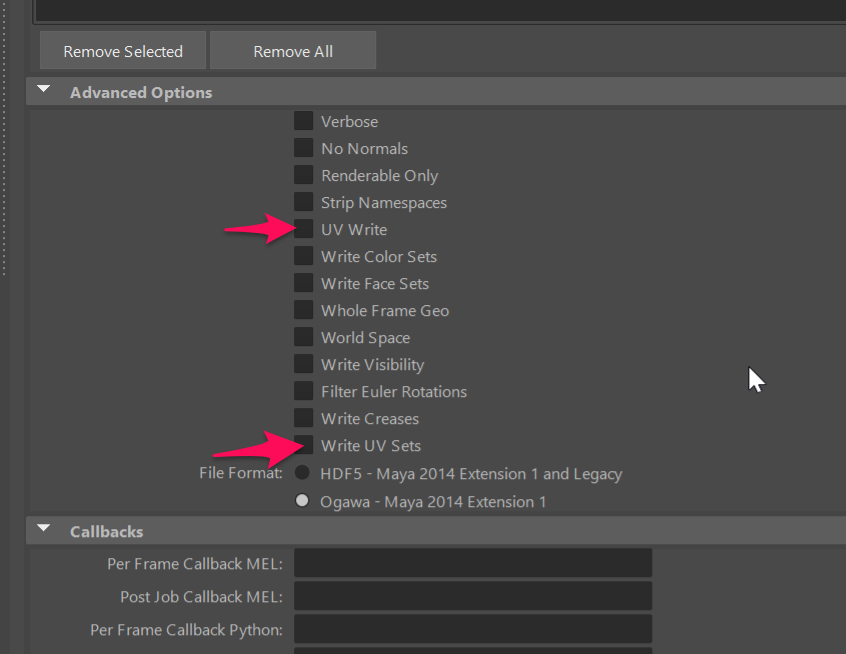 Remove Selected Remove All
Advanced Options
Verbose
No Normals
Renderable Only
Strip Namespaces
UV Write
Write Color Sets
Write Face Sets
Whole Frame Geo
World Space
Write Visibility
Filter Euler Rotations
Write Creases
Write UV Sets
File Format: HDF5 - Maya 2014 Extension 1 and Legacy
Ogawa - Maya 2014 Extension 1
Callbacks
Per Frame Callback MEL:
Post Job Callback MEL:
Per Frame Callback Python: